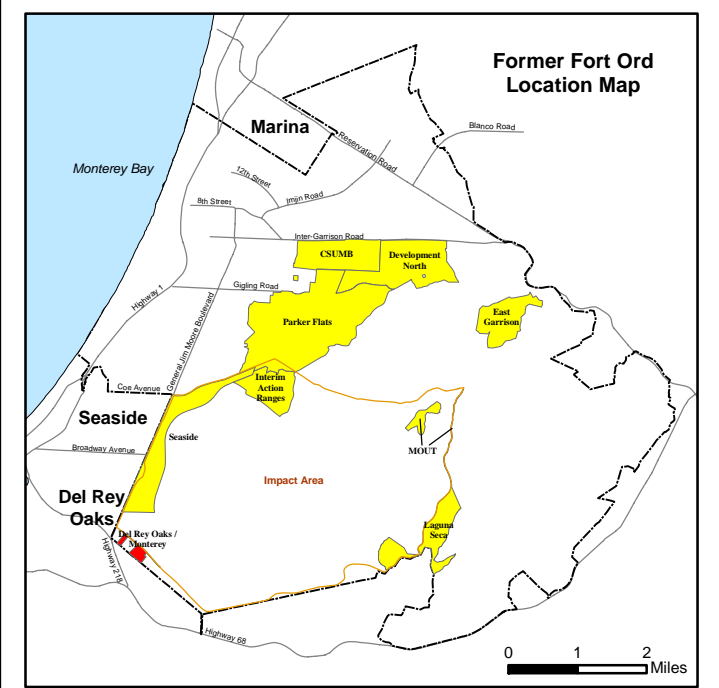 Former Fort Ord
Location Map
Marina
Blanco Road
Reservation Road
Monterey Bay
12th Street
Imjin Road
8th Street
Inter-Garrison Road
CSUMB
Development
North
Gigling Road
Highway 1
General Jim Moore Boulevard
Parker Flats
East
Garrison
Coe Avenue
Interim
Action
Ranges
Seaside
Seaside
Broadway Avenue
MOUT
Impact Area
Del Rey
Oaks
Del Rey Oaks /
Monterey
Laguna
Seca
Highway 218
Highway 68
0 1 2
Miles